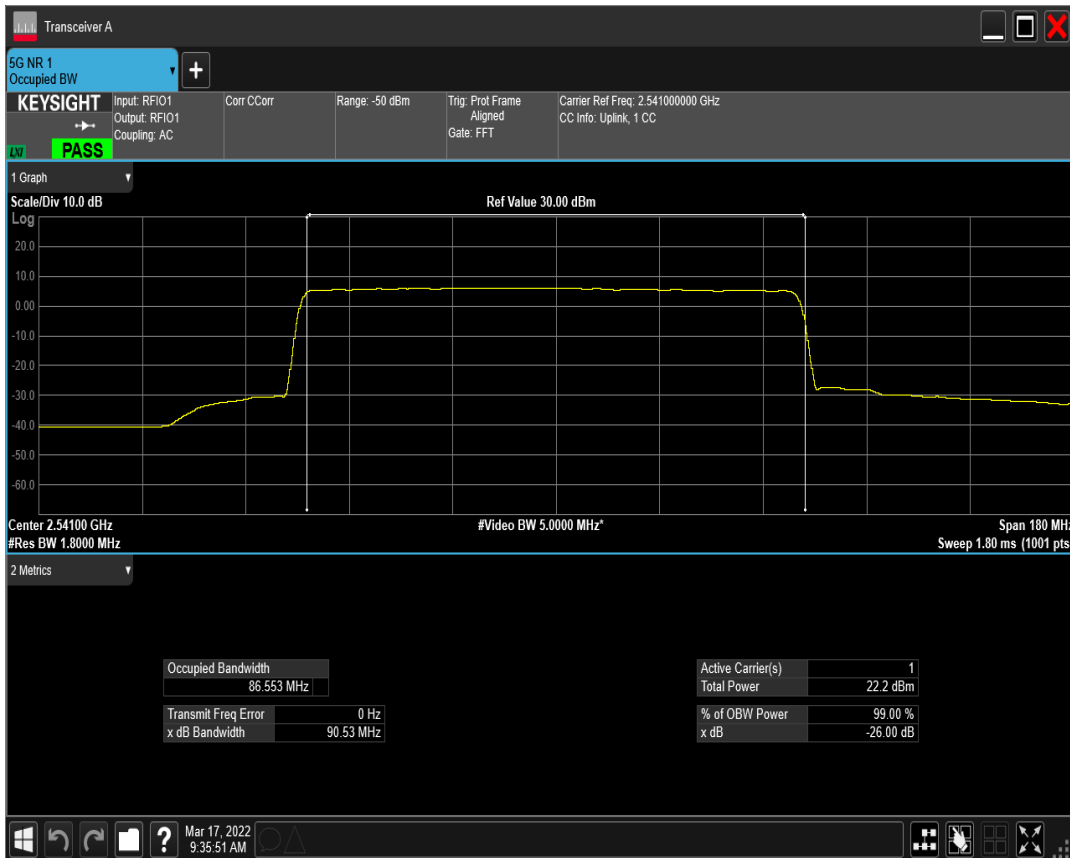 Transceiver A
5G NR 1
Occupied BW
KEYSIGHT
LXI
PASS
Input: RFIO1
Output: RFIO1
Coupling: AC
Corr CCorr
Range: -50 dBm
Trig: Prot Frame
Aligned
Gate: FFT
Carrier Ref Freq: 2.541000000 GHz
CC Info: Uplink, 1 CC
1 Graph
Scale/Div 10.0 dB
Ref Value 30.00 dBm
Log
20.0
10.0
0.00
-10.0
-20.0
-30.0
-40.0
-50.0
-60.0
Center 2.54100 GHz
#Video BW 5.0000 MHz*
Span 180 MHz
#Res BW 1.8000 MHz
Sweep 1.80 ms (1001 pts
2 Metrics
Occupied Bandwidth
86.553 MHz
Transmit Freq Error 0 Hz
x dB Bandwidth 90.53 MHz
Active Carrier(s) 1
Total Power 22.2 dBm
% of OBW Power 99.00 %
x dB -26.00 dB
?
Mar 17, 2022
9:35:51 AM